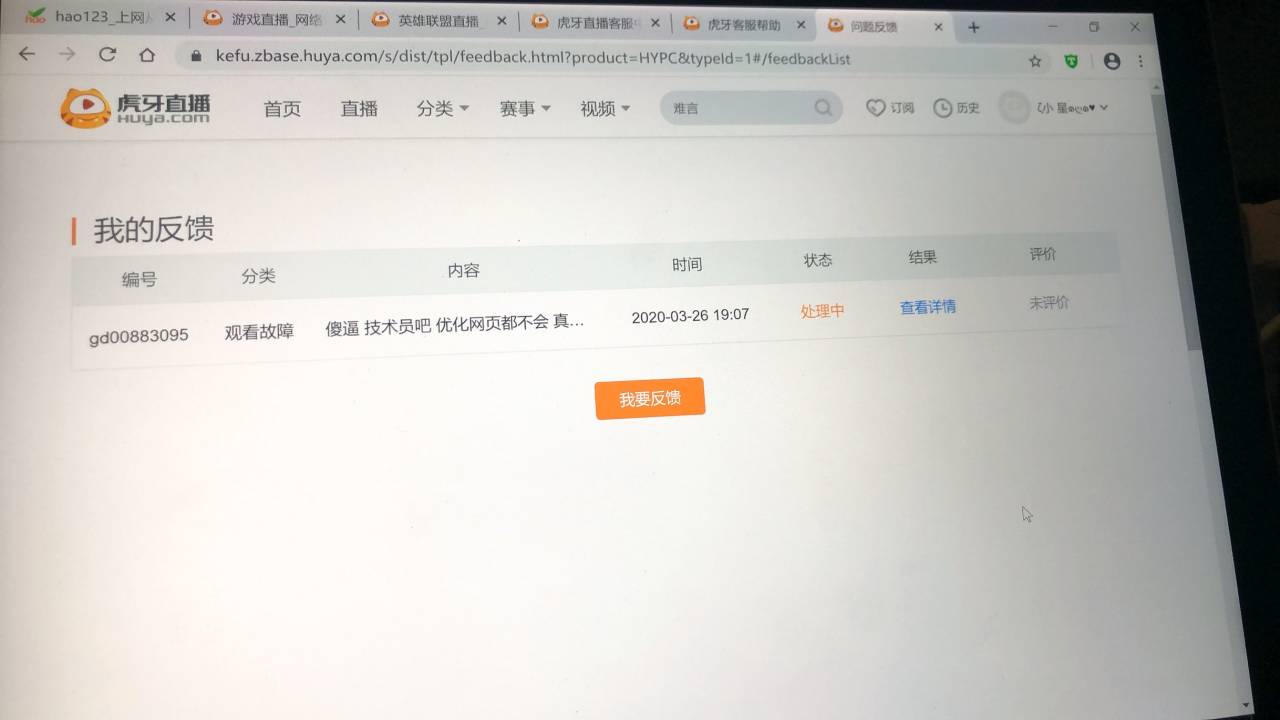 hao123_上网 游戏直播_网络 英雄联盟直播_ 虎牙直播客服 虎牙客服帮助 问题反馈
kefu.zbase.huya.com/s/dist/tpl/feedback.html?product=HYPC&typeId=1#/feedbackList
虎牙直播 HUYa.com 首页 直播 分类 赛事 视频 难言 订阅 历史
我的反馈
编号 分类 内容 时间 状态 结果 评价
gd00883095 观看故障 傻逼 技术员吧 优化网页都不会 真... 2020-03-26 19:07 处理中 查看详情 未评价
我要反馈